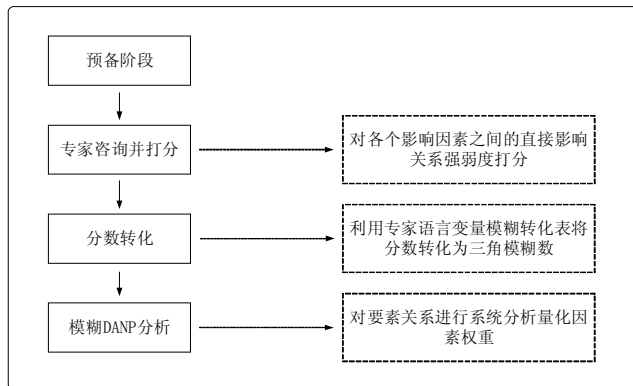 预备阶段
专家咨询并打分
对各个影响因素之间的直接影响
关系强弱度打分
分数转化
利用专家语言变量模糊转化表将
分数转化为三角模糊数
模糊DANP分析
对要素关系进行系统分析量化因
素权重